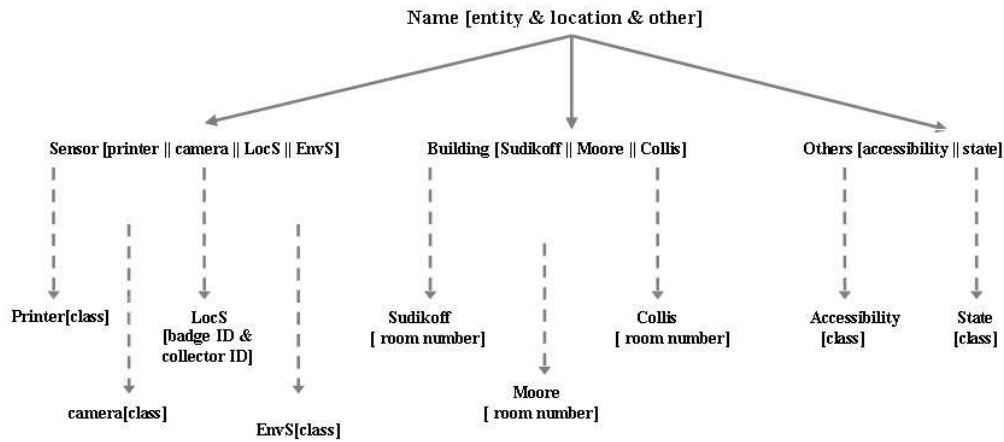 Name [entity & location & other]
Sensor [printer || camera || LocS || EnvS]
Building [Sudikoff || Moore || Collis]
Others [accessibility || state]
Printer[class]
LocS
[badge ID &
collector ID]
Sudikoff
[ room number]
Collis
[ room number]
Accessibility
[class]
State
[class]
camera[class]
EnvS[class]
Moore
[ room number]